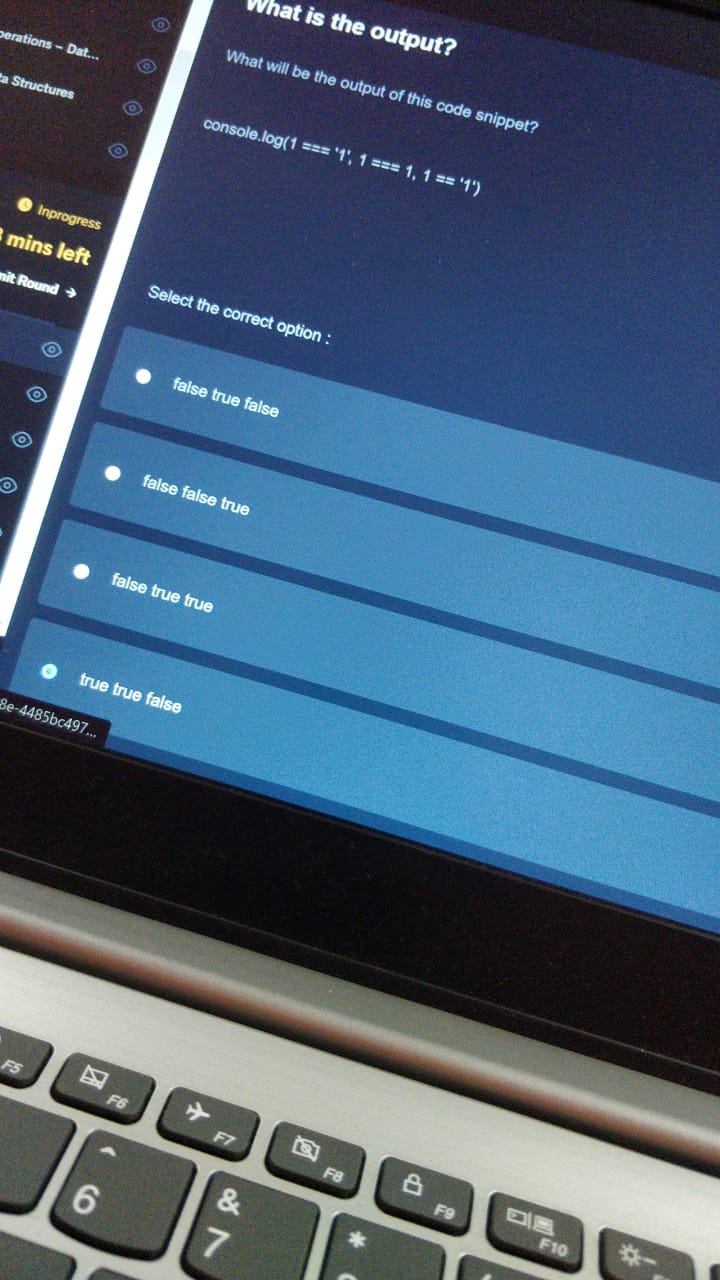 What is the output?
What will be the output of this code snippet?
console.log(1 === '1', 1 === 1, 1 == '1')
Select the correct option :
false true false
false false true
false true true
true true false
perations – Dat...
ta Structures
Inprogress
mins left
mit Round →
8e-4485bc497...
F5
F6
F7
F8
F9
F10
^
6
&
7
*